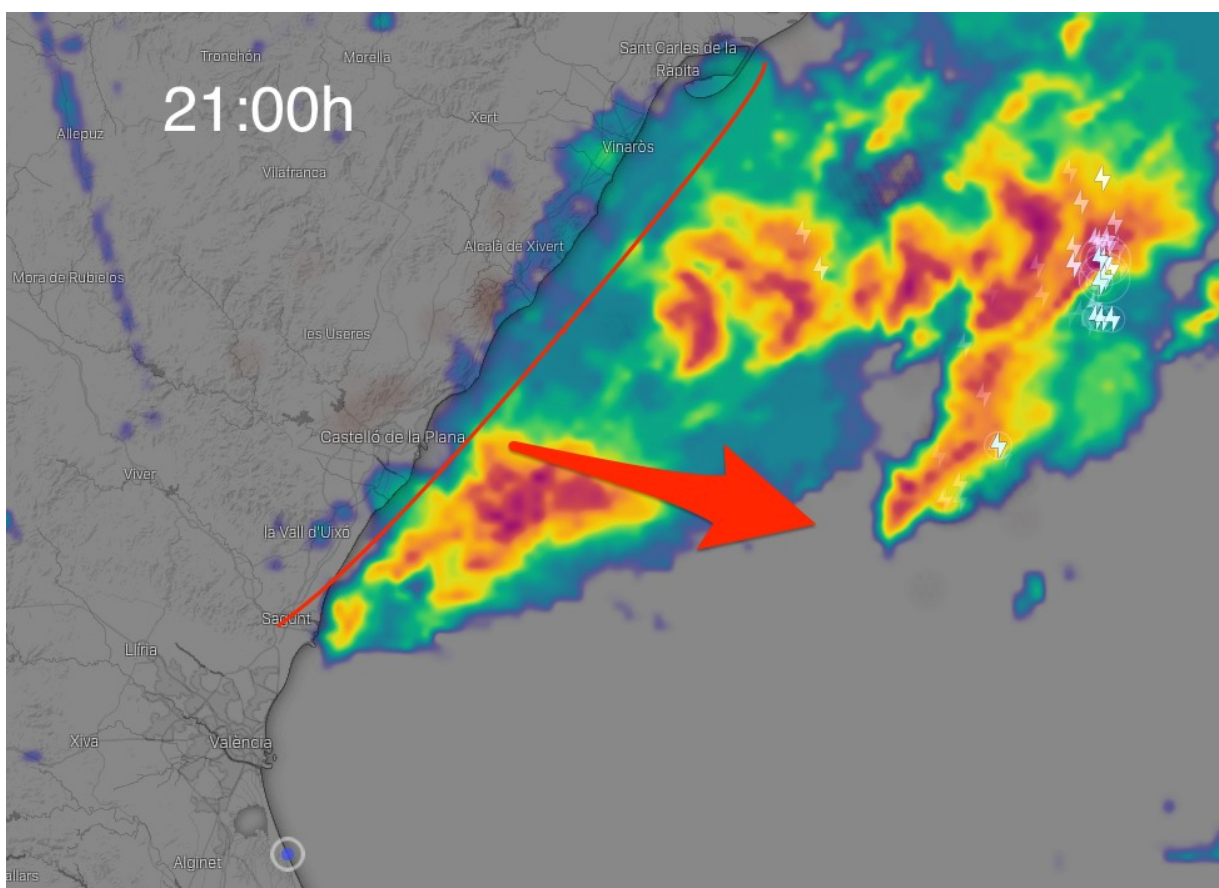 Sant Carles de la
Ràpita
Tronchón
Morella
21:00h
Xert
Allepuz
Vinaròs
Vilafranca
Alcalà de Xivert
Mora de Rubielos
les Useres
Castelló de la Plana
Viver
la Vall d'Uixó
Sagunt
Llíria
Xiva
València
Alginet
allars